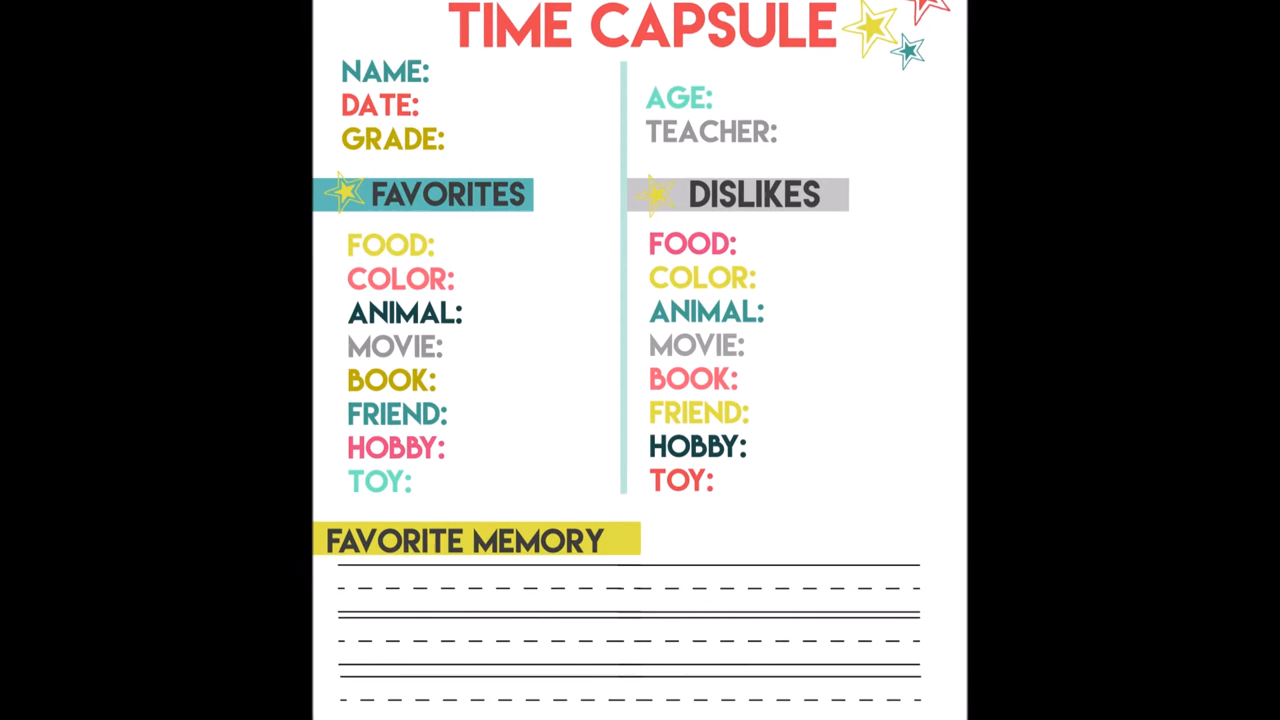 TIME CAPSULE
NAME:
DATE:
GRADE:
AGE:
TEACHER:
FAVORITES
FOOD:
COLOR:
ANIMAL:
MOVIE:
BOOK:
FRIEND:
HOBBY:
TOY:
DISLIKES
FOOD:
COLOR:
ANIMAL:
MOVIE:
BOOK:
FRIEND:
HOBBY:
TOY:
FAVORITE MEMORY